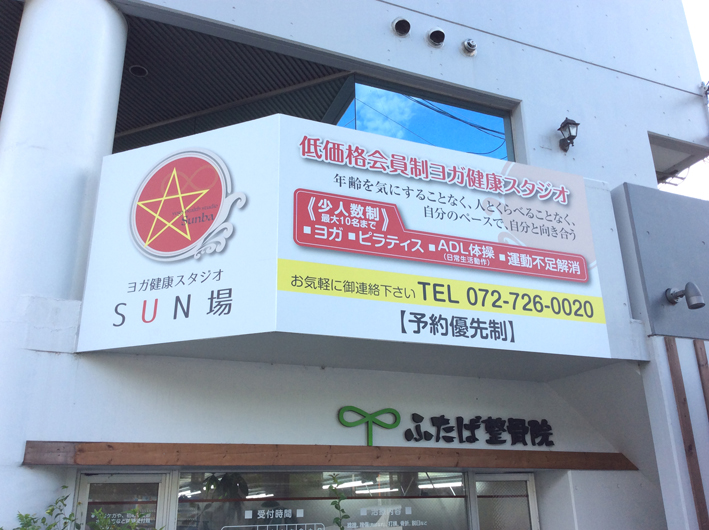 Sunba
ヨガ健康スタジオ
SUN場
低価格会員制ヨガ健康スタジオ
年齢を気にすることなく、人とくらべることなく、
自分のペースで、自分と向き合う
《少人数制》
最大10名まで
■ヨガ ■ピラティス ■ADL体操 ■運動不足解消
(日常生活動作)
お気軽に御連絡下さい TEL 072-726-0020
【予約優先制】
ふたば整骨院
■受付時間 ■
■治療内容■